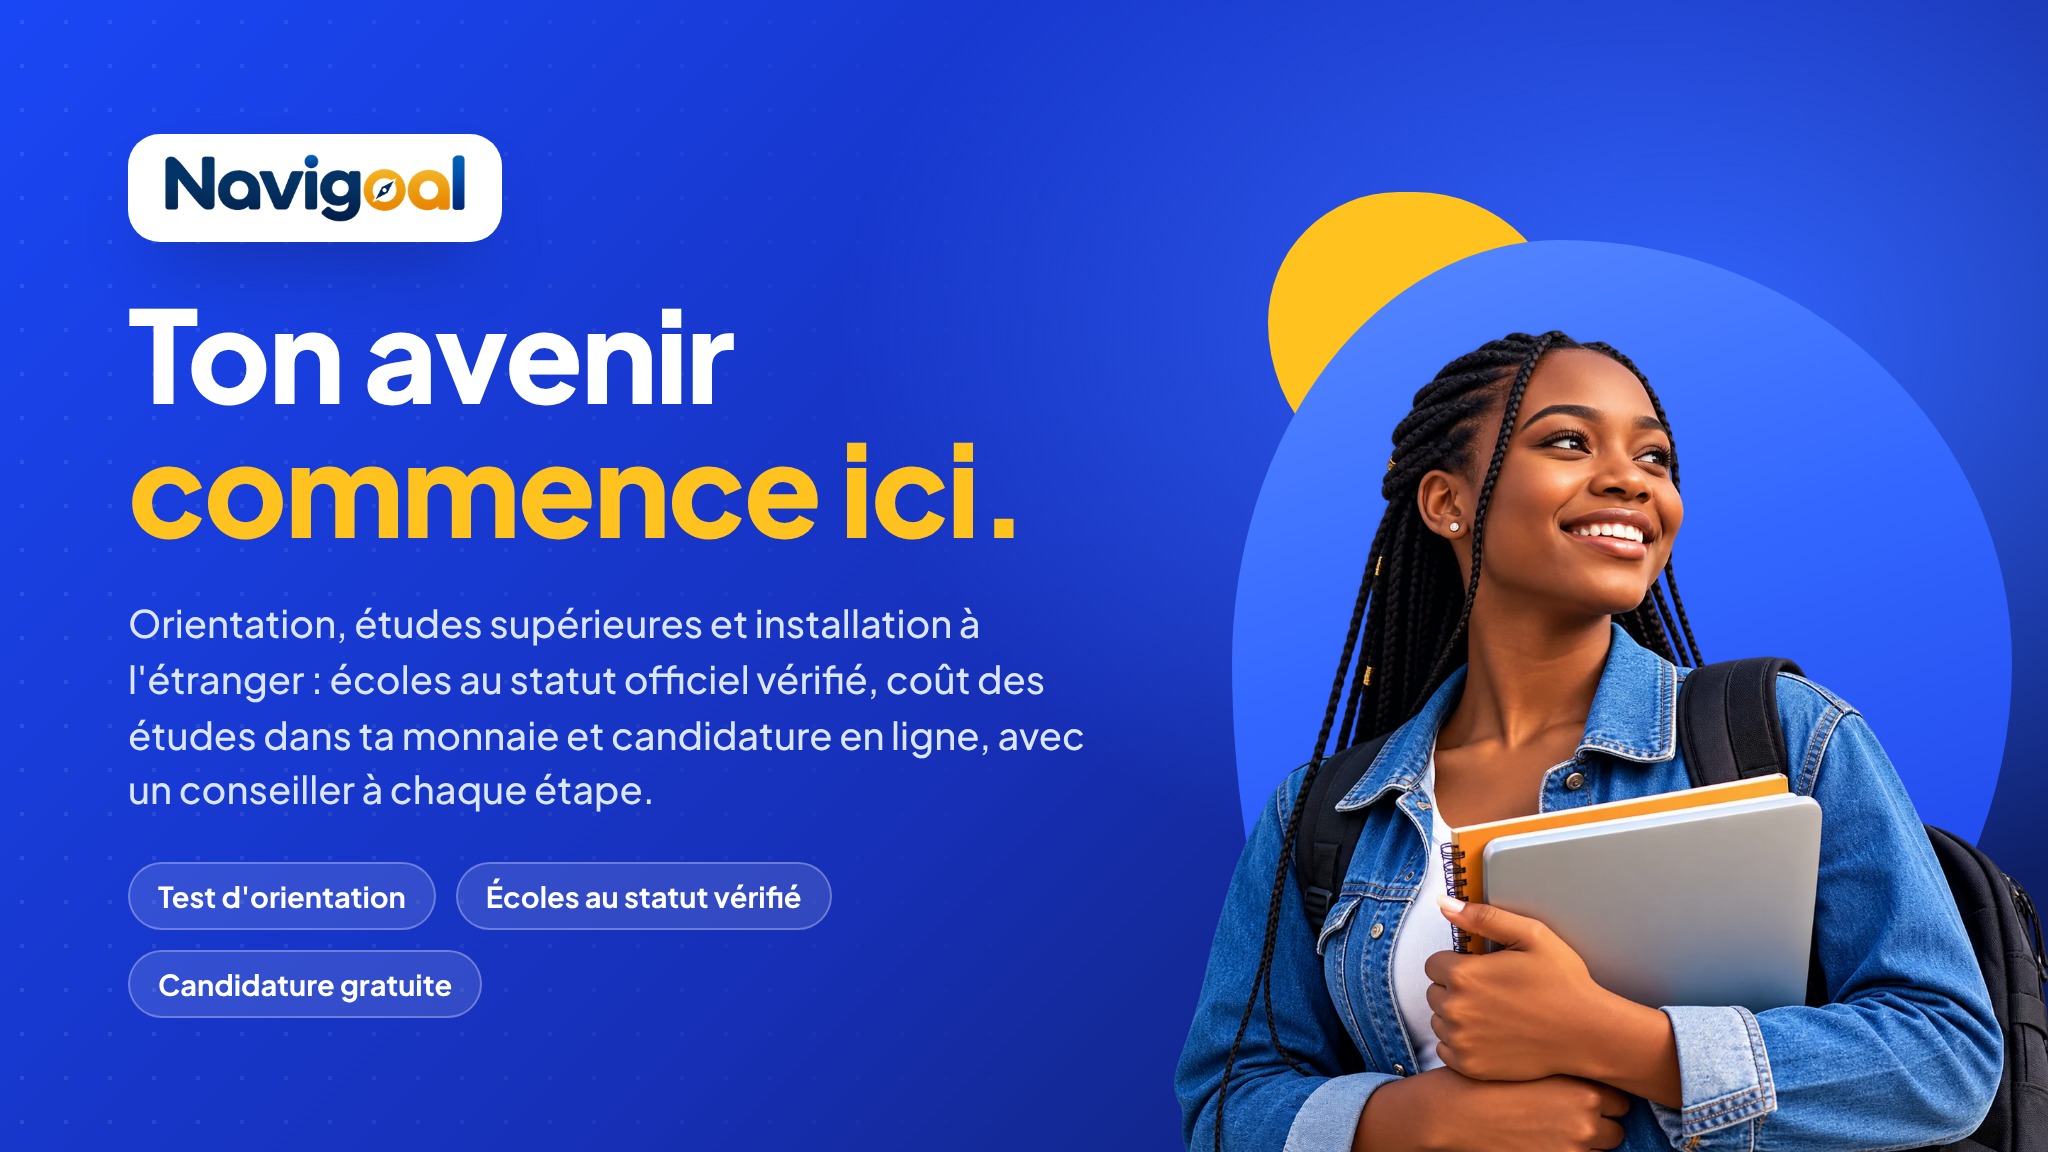 Navigoal
Ton avenir
commence ici.
Orientation, études supérieures et installation à
l'étranger : écoles au statut officiel vérifié, coût des
études dans ta monnaie et candidature en ligne, avec
un conseiller à chaque étape.
Test d'orientation
Écoles au statut vérifié
Candidature gratuite